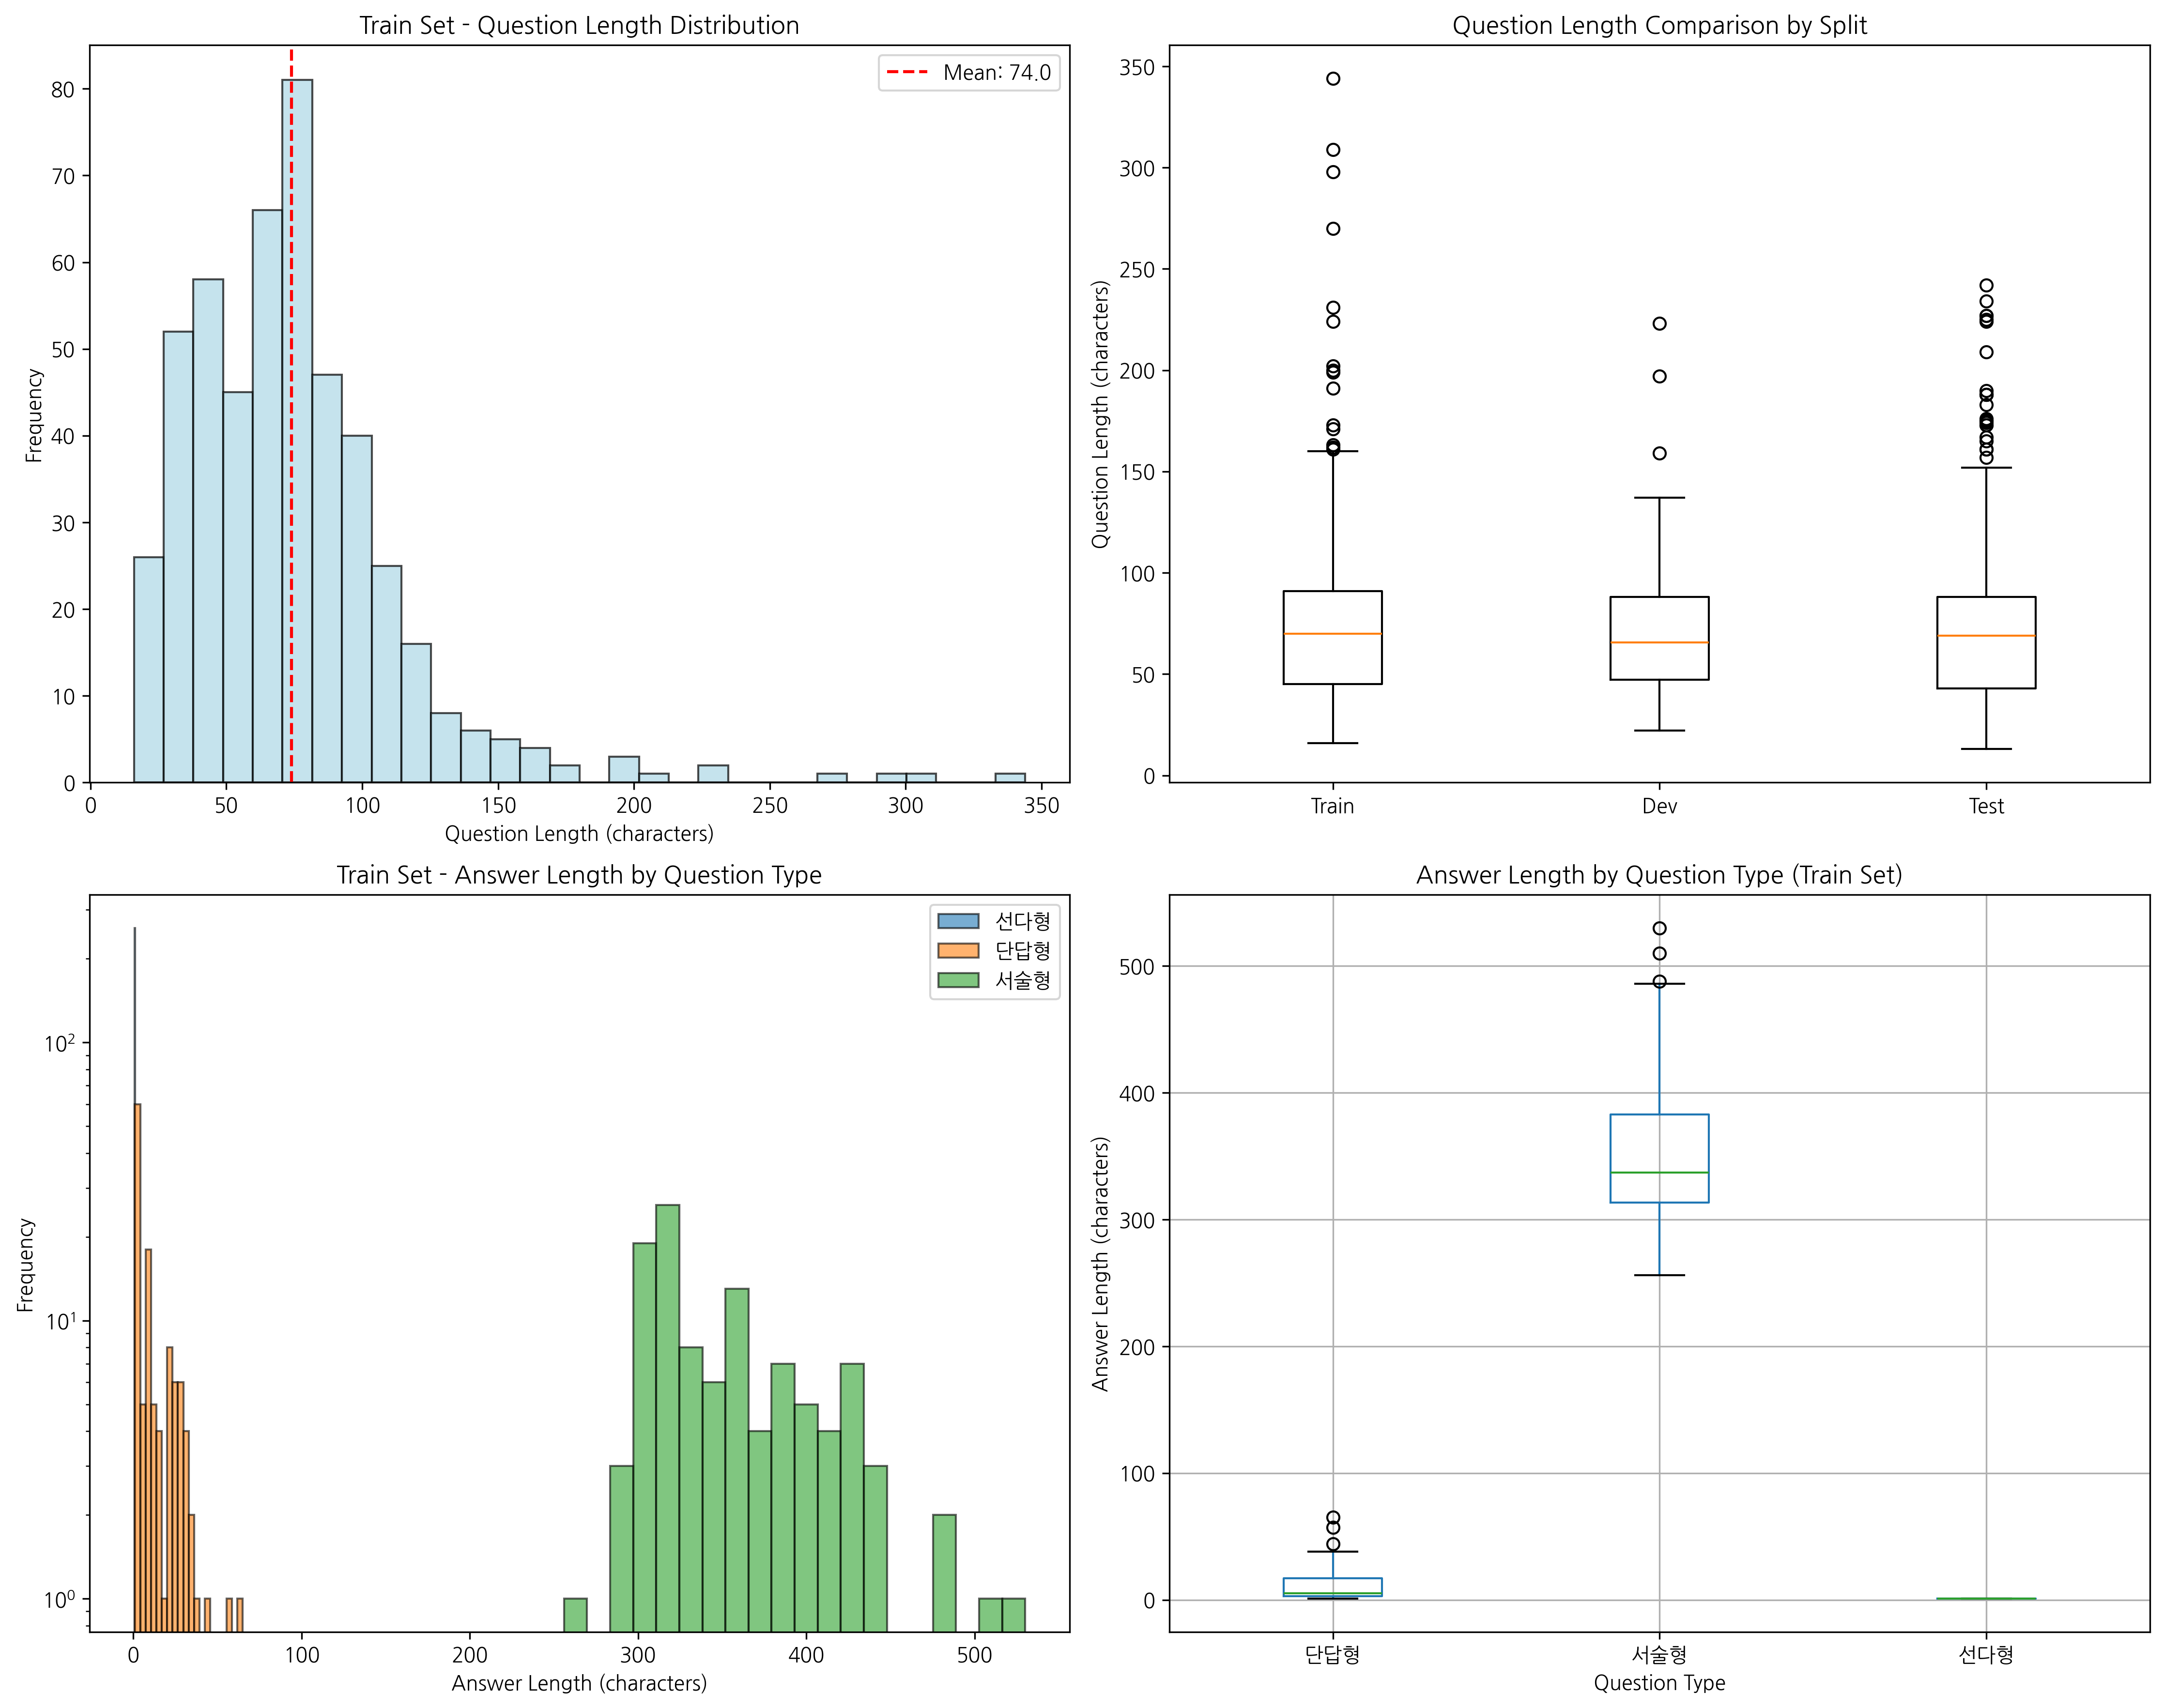 Train Set - Question Length Distribution
Mean: 74.0
Frequency
80
70
60
50
40
30
20
10
0
0 50 100 150 200 250 300 350
Question Length (characters)
Question Length Comparison by Split
Question Length (characters)
350
300
250
200
150
100
50
0
Train Dev Test
Train Set - Answer Length by Question Type
선다형
단답형
서술형
Frequency
10²
10¹
10⁰
0 100 200 300 400 500
Answer Length (characters)
Answer Length by Question Type (Train Set)
Answer Length (characters)
500
400
300
200
100
0
단답형 서술형 선다형
Question Type